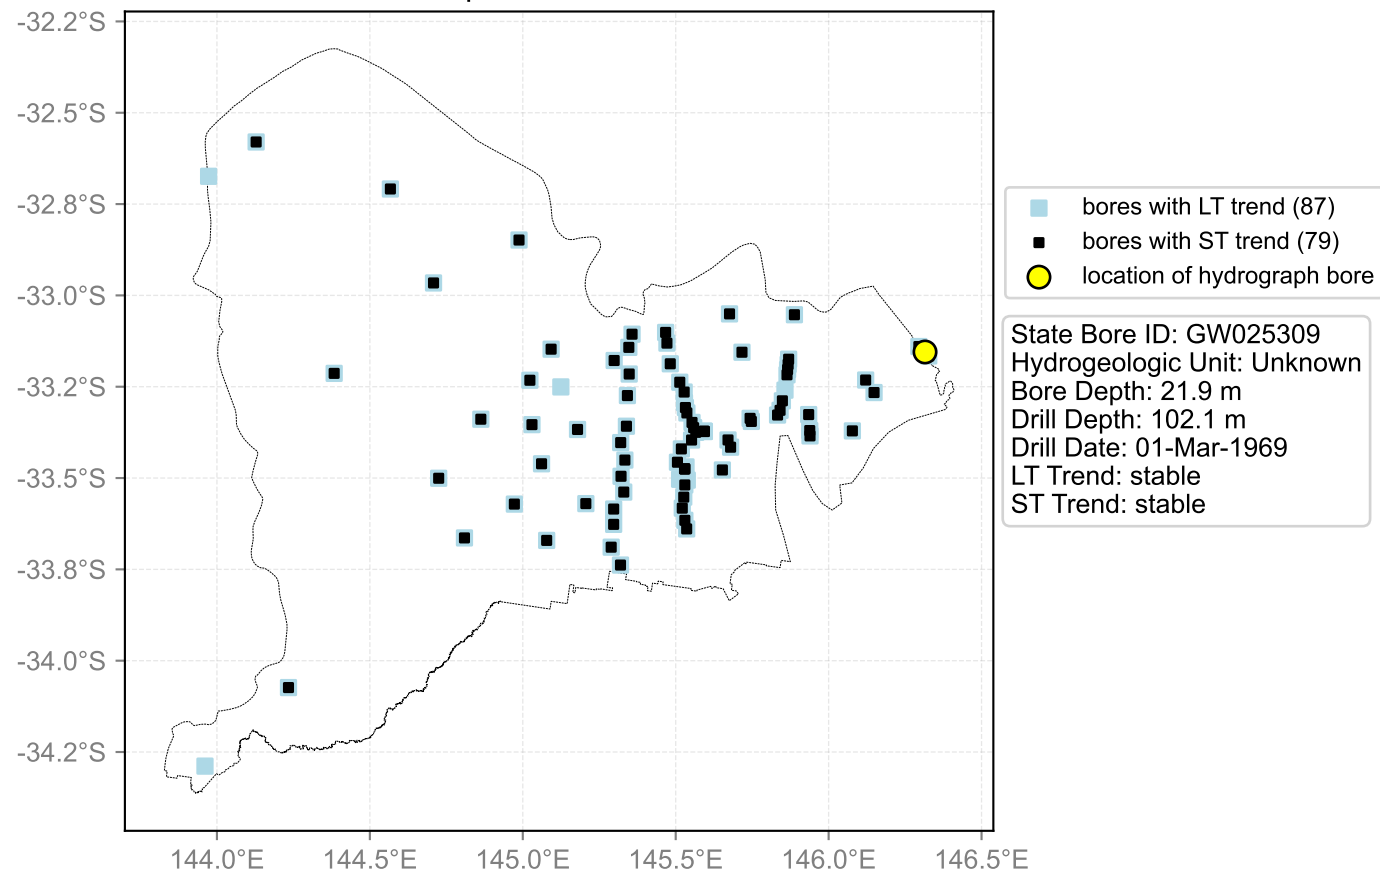 -32.2°S
-32.5°S
-32.8°S
-33.0°S
-33.2°S
-33.5°S
-33.8°S
-34.0°S
-34.2°S
144.0°E 144.5°E 145.0°E 145.5°E 146.0°E 146.5°E
bores with LT trend (87)
bores with ST trend (79)
location of hydrograph bore
State Bore ID: GW025309
Hydrogeologic Unit: Unknown
Bore Depth: 21.9 m
Drill Depth: 102.1 m
Drill Date: 01-Mar-1969
LT Trend: stable
ST Trend: stable